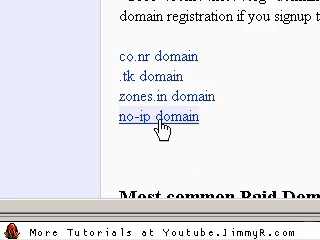 domain registration if you signup t
co.nr domain
.tk domain
zones.in domain
no-ip domain
Most common Paid Dom
More Tutorials at Youtube.JimmyR.com